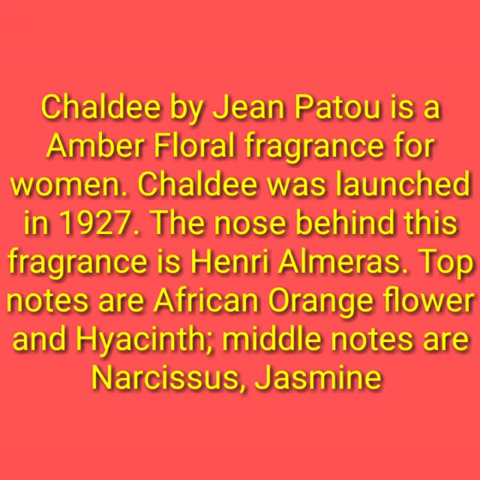 Chaldee by Jean Patou is a
Amber Floral fragrance for
women. Chaldee was launched
in 1927. The nose behind this
fragrance is Henri Almeras. Top
notes are African Orange flower
and Hyacinth; middle notes are
Narcissus, Jasmine